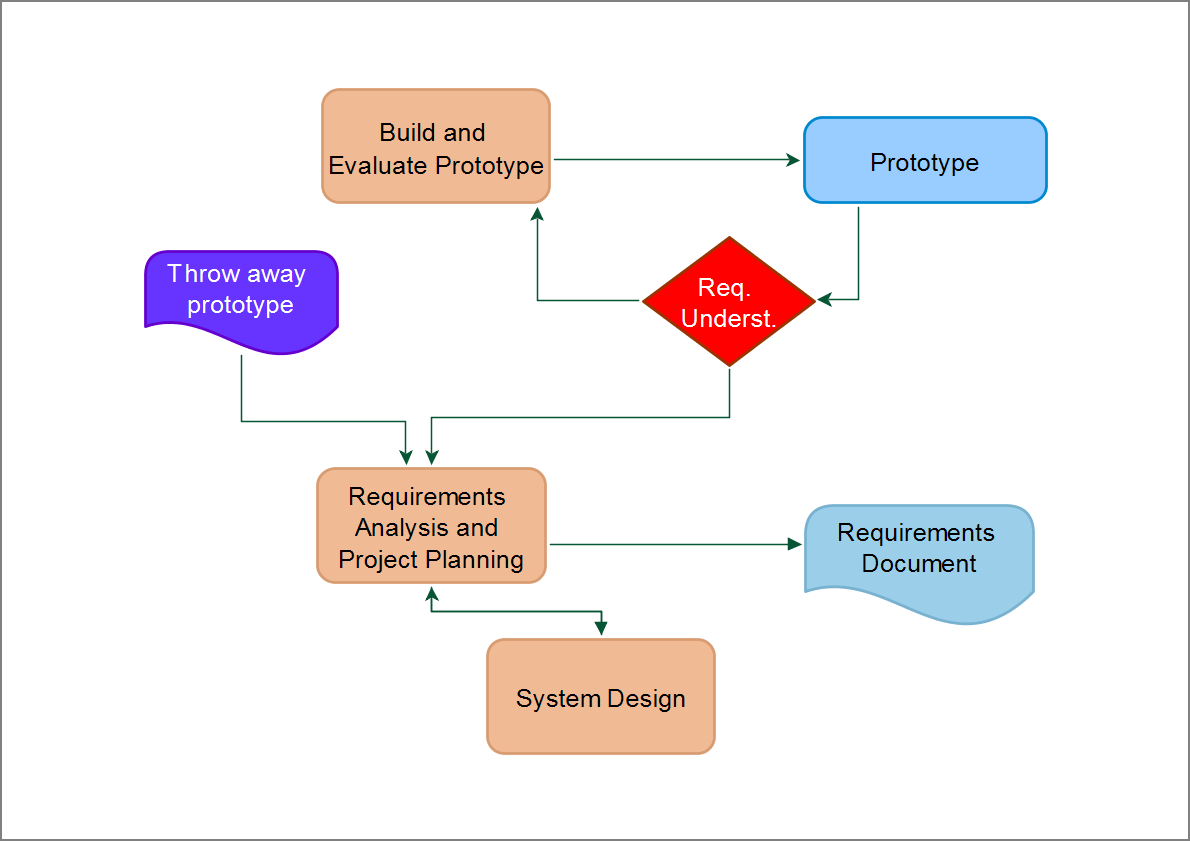 Build and
Evaluate Prototype
Prototype
Throw away
prototype
Req.
Underst.
Requirements
Analysis and
Project Planning
Requirements
Document
System Design